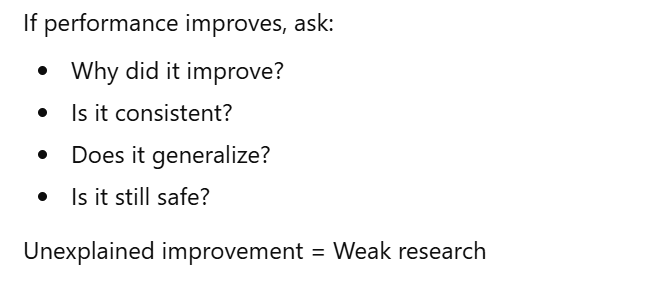 If performance improves, ask:
• Why did it improve?
• Is it consistent?
• Does it generalize?
• Is it still safe?
Unexplained improvement = Weak research